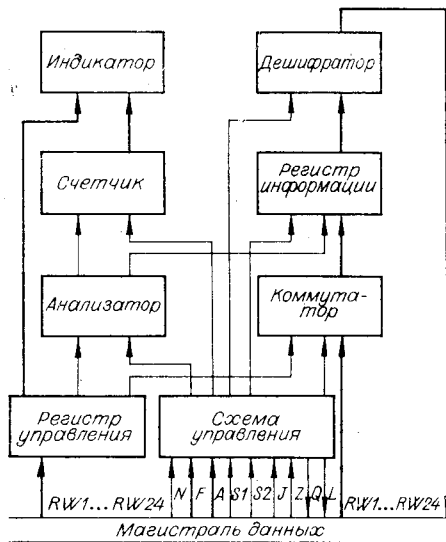 Индикатор
Дешифратор
Счетчик
Регистр
информации
Анализатор
Коммута-
тор
Регистр
управления
Схема
управления
RW1...RW24
N F A S1 S2 J Z Q L
RW1...RW24
Магистраль данных